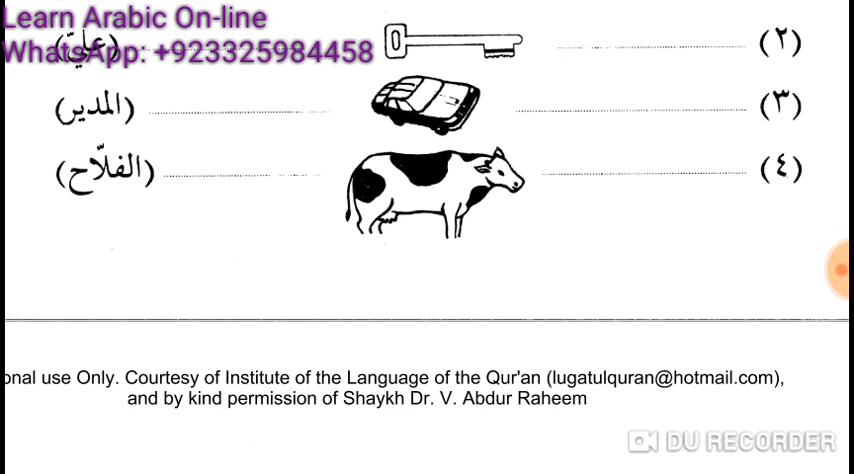 Learn Arabic On-line
WhatsApp: +923325984458
(٢) .......... (عليّ)
(٣) .......... (المدير)
(٤) .......... (الفلّاح)
onal use Only. Courtesy of Institute of the Language of the Qur'an (lugatulquran@hotmail.com),
and by kind permission of Shaykh Dr. V. Abdur Raheem
DU RECORDER